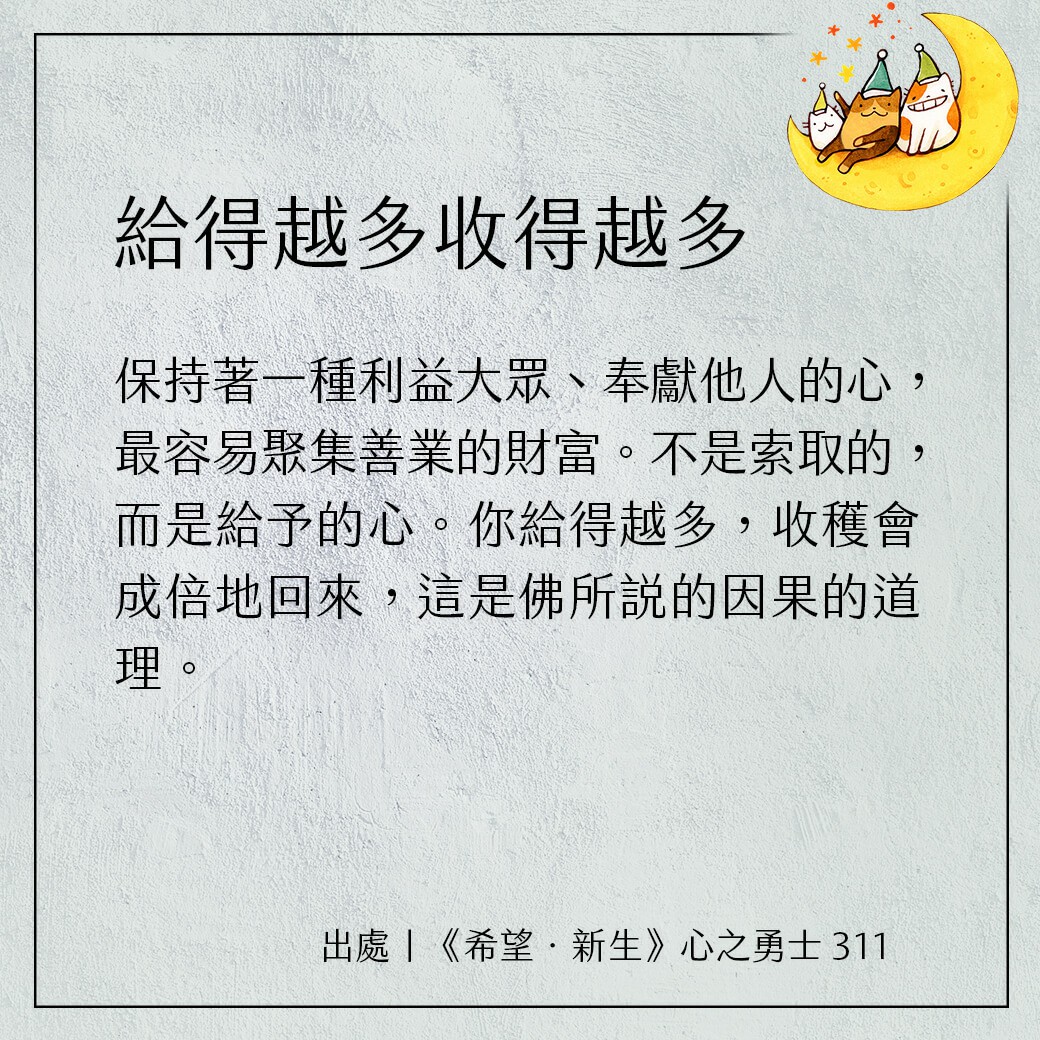 給得越多收得越多
保持著一種利益大眾、奉獻他人的心，
最容易聚集善業的財富。不是索取的，
而是給予的心。你給得越多，收穫會
成倍地回來，這是佛所説的因果的道
理。
出處｜《希望．新生》心之勇士 311